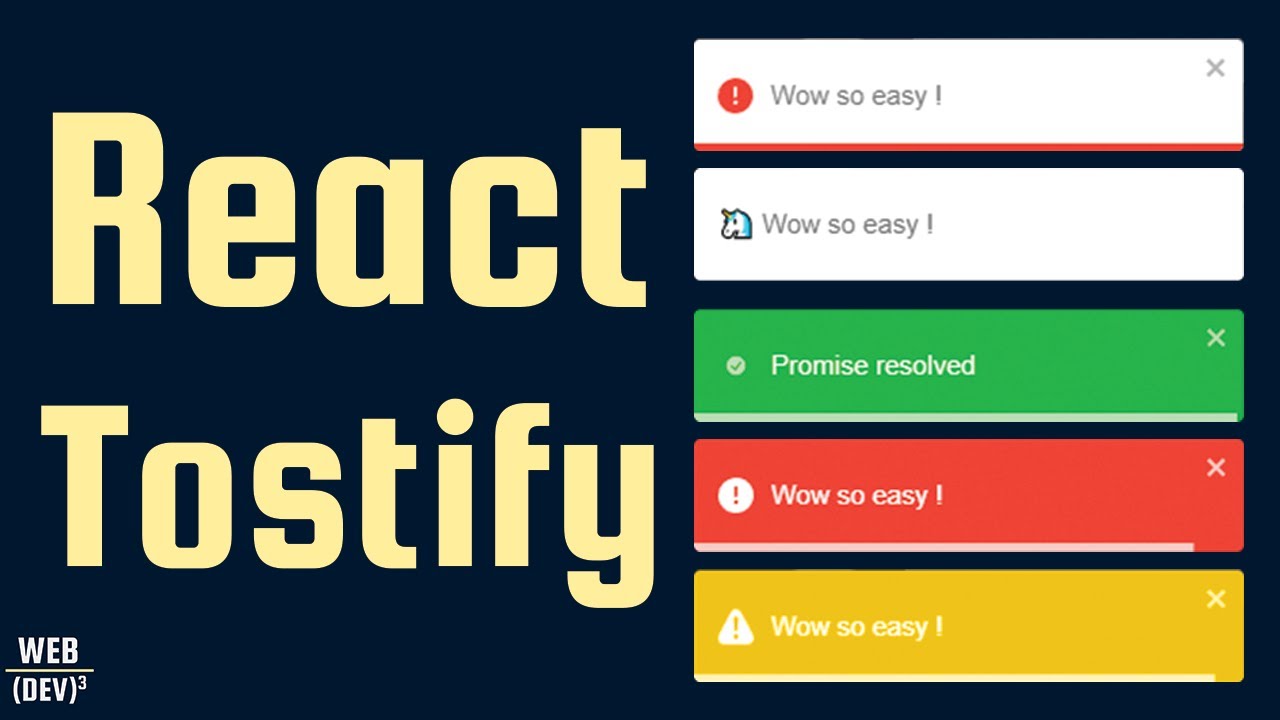 React
Tostify
Wow so easy !
Wow so easy !
Promise resolved
Wow so easy !
Wow so easy !
WEB
(DEV)³